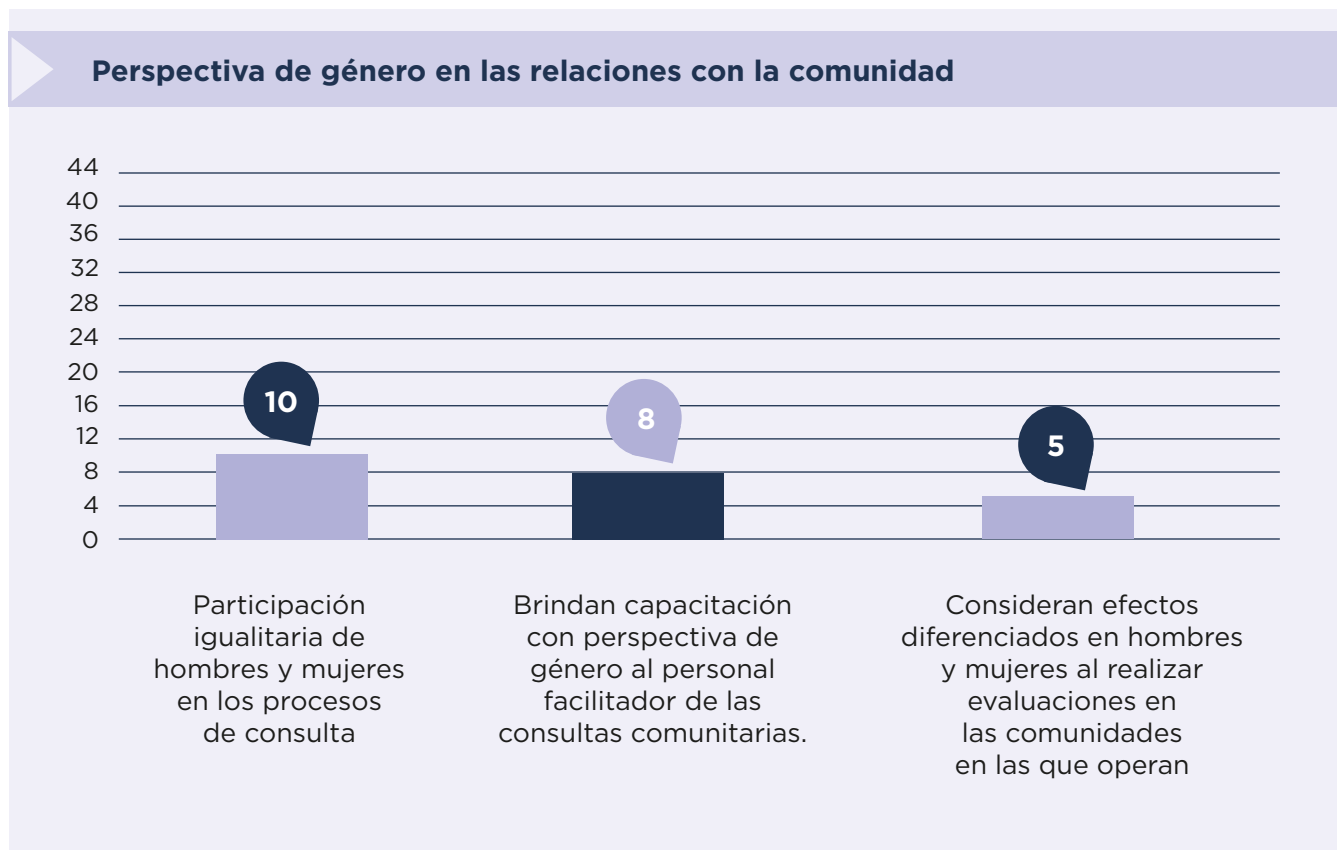 Perspectiva de género en las relaciones con la comunidad
44
40
36
32
28
24
20
16
12
8
4
0
10
8
5
Participación
igualitaria de
hombres y mujeres
en los procesos
de consulta
Brindan capacitación
con perspectiva de
género al personal
facilitador de las
consultas comunitarias.
Consideran efectos
diferenciados en hombres
y mujeres al realizar
evaluaciones en
las comunidades
en las que operan